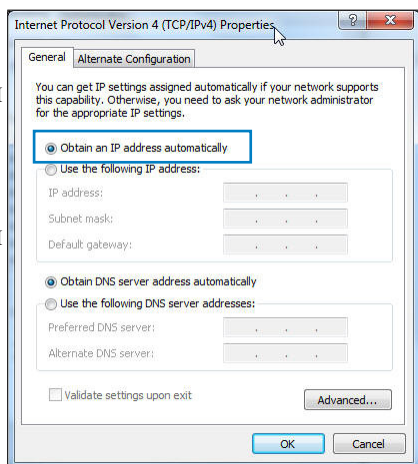 Internet Protocol Version 4 (TCP/IPv4) Properties
General
Alternate Configuration
You can get IP settings assigned automatically if your network supports
this capability. Otherwise, you need to ask your network administrator
for the appropriate IP settings.
Obtain an IP address automatically
Use the following IP address:
IP address:
Subnet mask:
Default gateway:
Obtain DNS server address automatically
Use the following DNS server addresses:
Preferred DNS server:
Alternate DNS server:
Validate settings upon exit
Advanced...
OK
Cancel